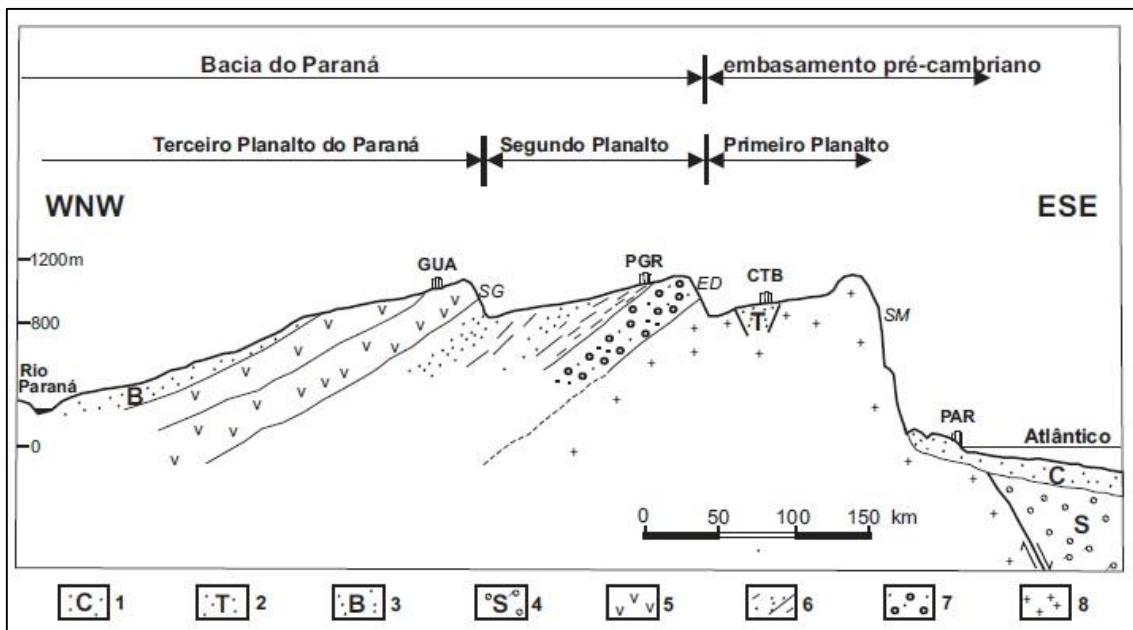 Bacia do Paraná embasamento pré-cambriano
Terceiro Planalto do Paraná Segundo Planalto Primeiro Planalto
WNW ESE
1200m
GUA PGR CTB
SG ED SM
800
T
Rio Paraná
B
PAR
0 Atlântico
C
S
0 50 100 150 km
C 1 T 2 B 3 S 4 v v v 5 6 7 8